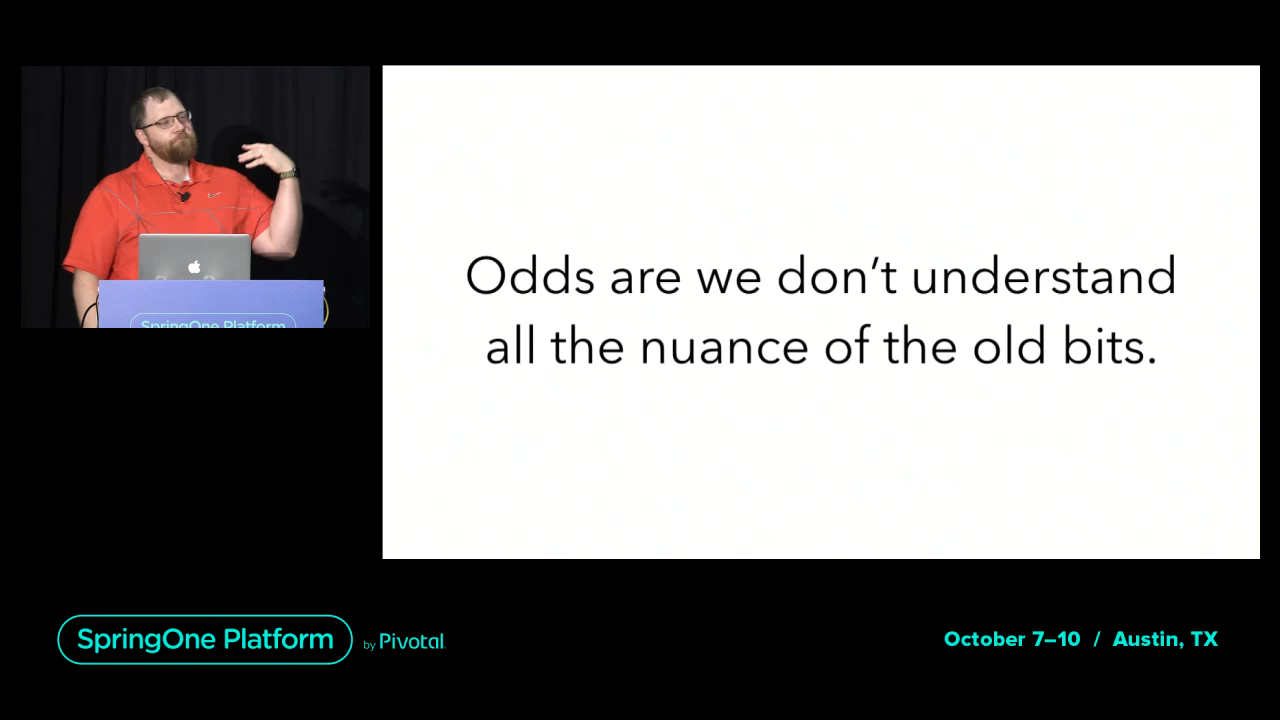 Odds are we don’t understand
all the nuance of the old bits.
SpringOne Platform
SpringOne Platform by Pivotal
October 7–10 / Austin, TX